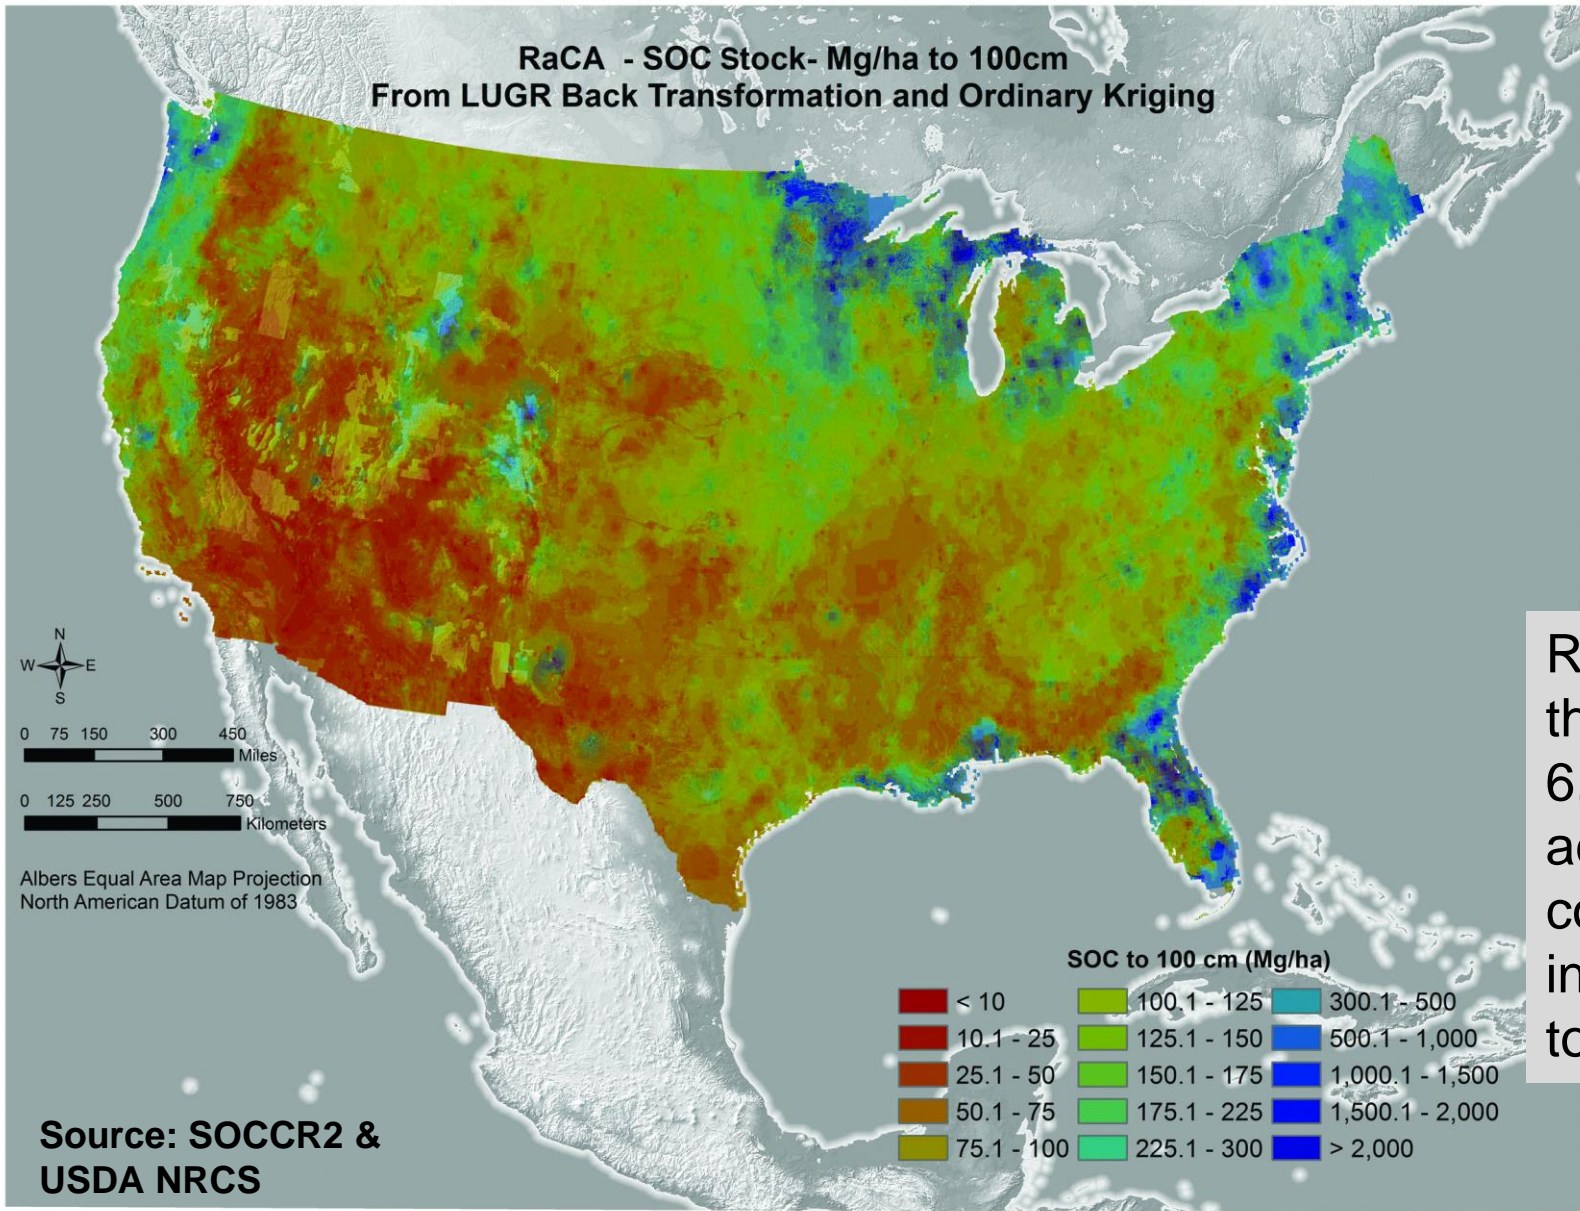 RaCA - SOC Stock- Mg/ha to 100cm
From LUGR Back Transformation and Ordinary Kriging
N
W E
S
0 75 150 300 450
Miles
0 125 250 500 750
Kilometers
Albers Equal Area Map Projection
North American Datum of 1983
Source: SOCCR2 &
USDA NRCS
SOC to 100 cm (Mg/ha)
< 10
10.1 - 25
25.1 - 50
50.1 - 75
75.1 - 100
100.1 - 125
125.1 - 150
150.1 - 175
175.1 - 225
225.1 - 300
300.1 - 500
500.1 - 1,000
1,000.1 - 1,500
1,500.1 - 2,000
> 2,000